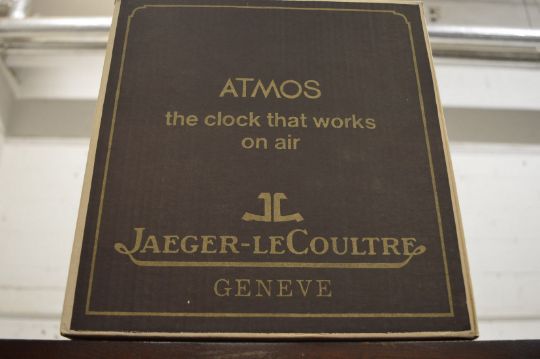 ATMOS
the clock that works
on air
JL
JAEGER-LECOULTRE
GENEVE